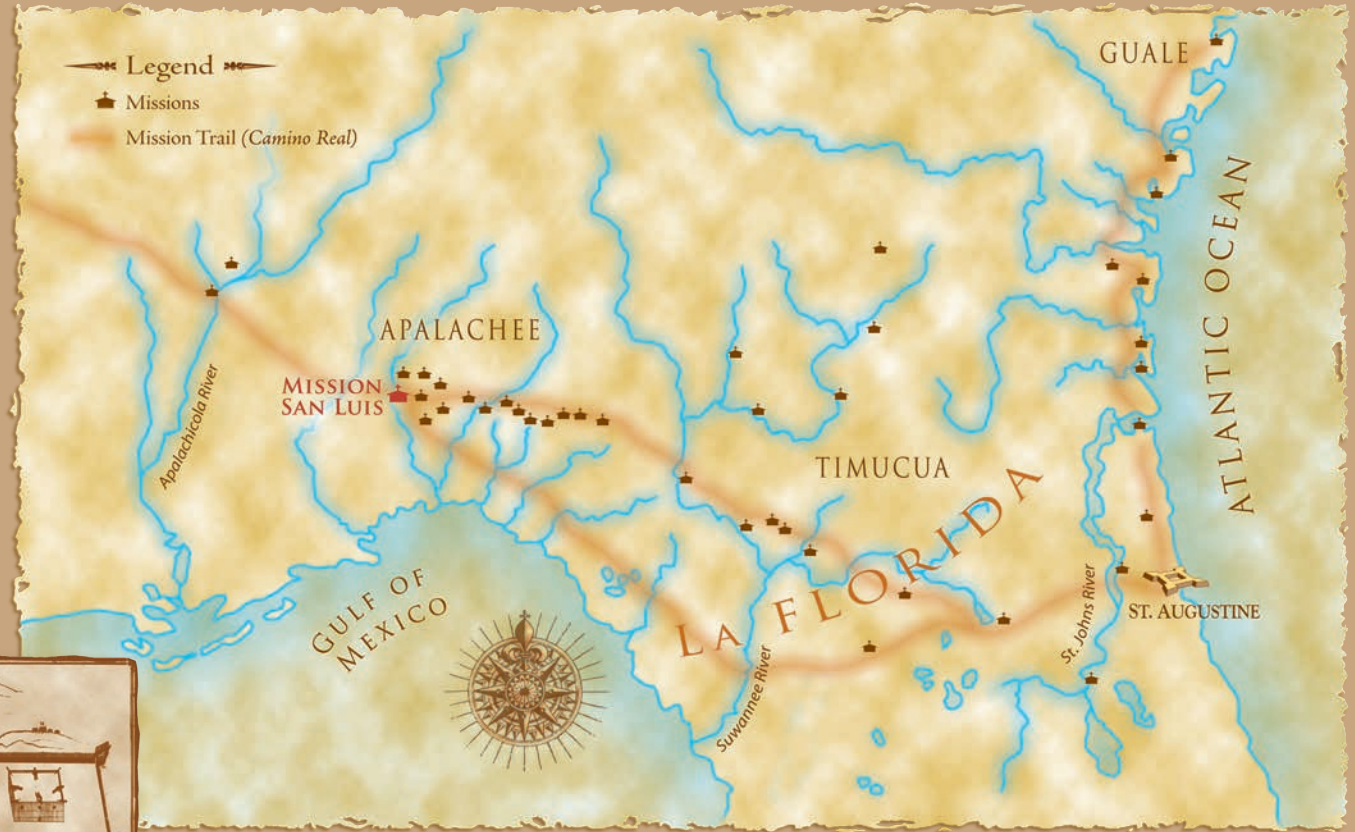 Legend
Missions
Mission Trail (Camino Real)
GUALE
ATLANTIC OCEAN
APALACHEE
MISSION
SAN LUIS
Apalachicola River
TIMUCUA
LA FLORIDA
GULF OF
MEXICO
Suwannee River
St. Johns River
ST. AUGUSTINE